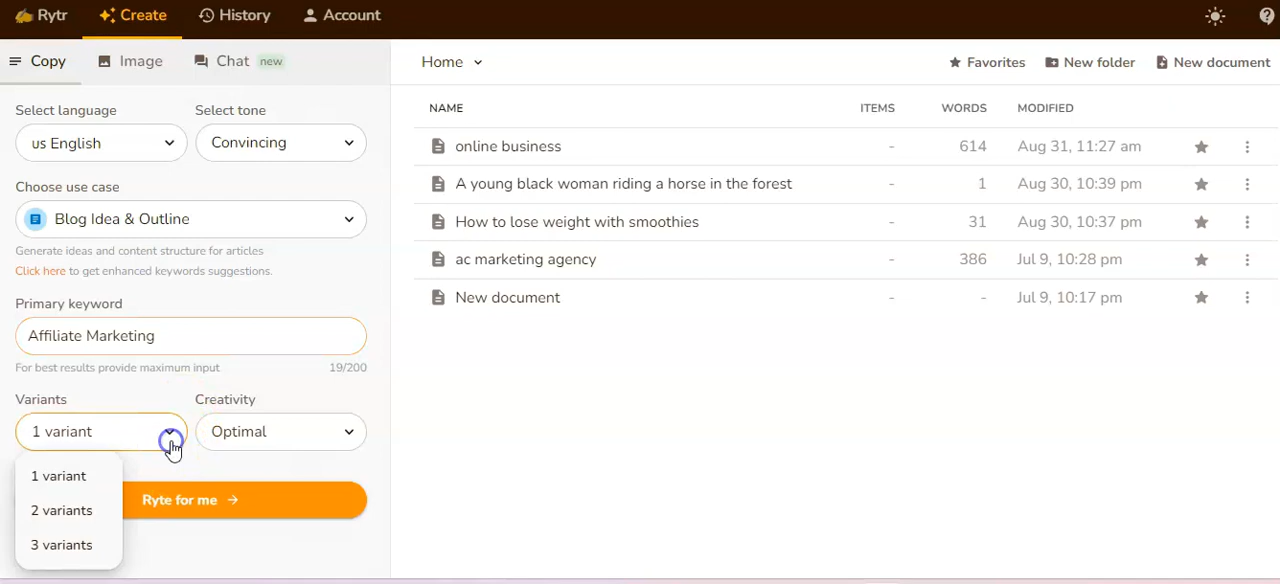 Rytr Create History Account
Copy Image Chat new
Home Favorites New folder New document
Select language Select tone
us English Convincing
Choose use case
Blog Idea & Outline
Generate ideas and content structure for articles
Click here to get enhanced keywords suggestions.
Primary keyword
Affiliate Marketing
For best results provide maximum input 19/200
Variants Creativity
1 variant Optimal
1 variant
2 variants
3 variants
Ryte for me →
NAME ITEMS WORDS MODIFIED
online business - 614 Aug 31, 11:27 am
A young black woman riding a horse in the forest - 1 Aug 30, 10:39 pm
How to lose weight with smoothies - 31 Aug 30, 10:37 pm
ac marketing agency - 386 Jul 9, 10:28 pm
New document - - Jul 9, 10:17 pm